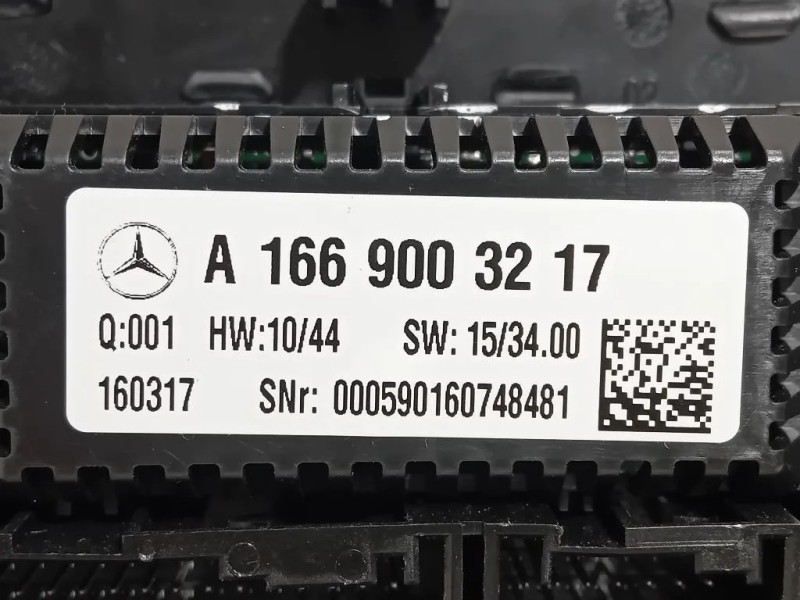 A 166 900 32 17
Q:001 HW:10/44 SW: 15/34.00
160317 SNr: 000590160748481